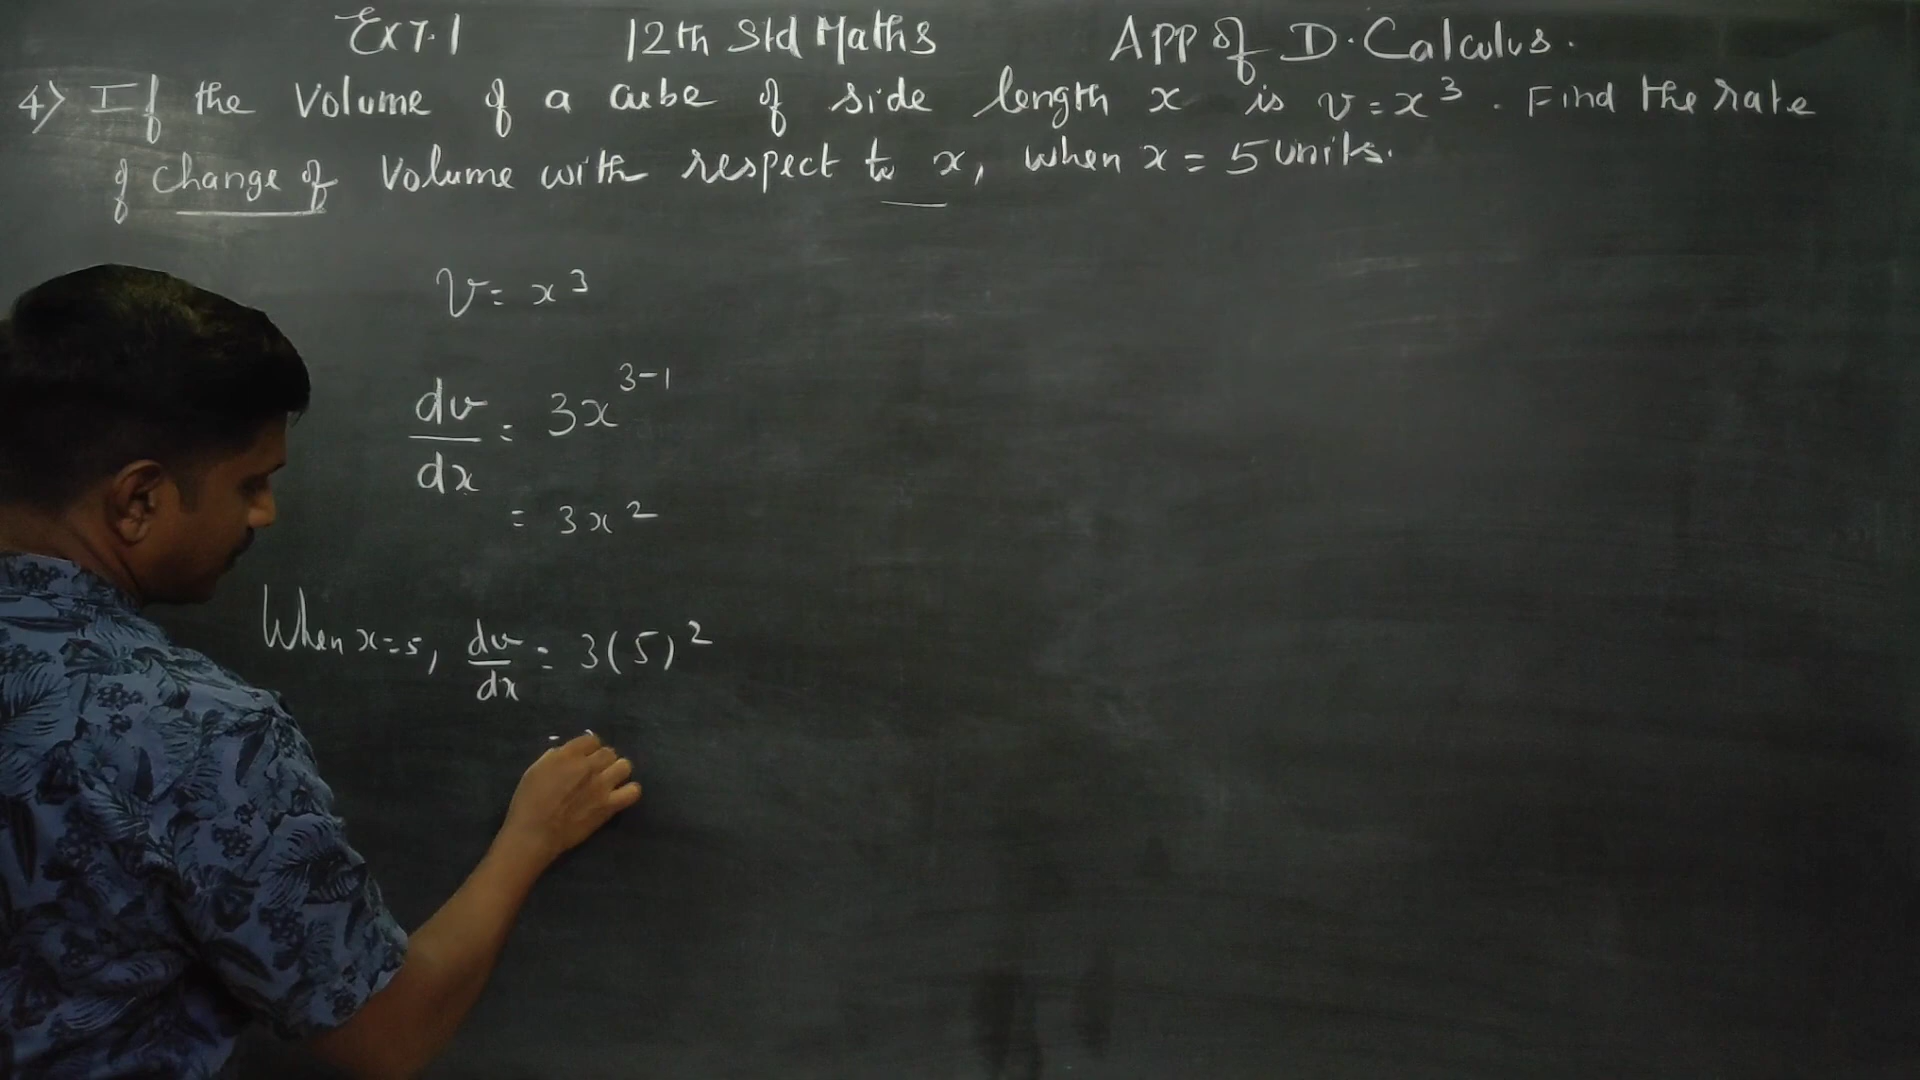 Ex 7.1 12th Std Maths App of D. Calculus.
4) If the Volume of a cube of side length x is v = x³. Find the rate
of change of Volume with respect to x, when x = 5 units.
V = x³
dv/dx = 3x³⁻¹
= 3x²
When x=5, dv/dx = 3(5)²
=